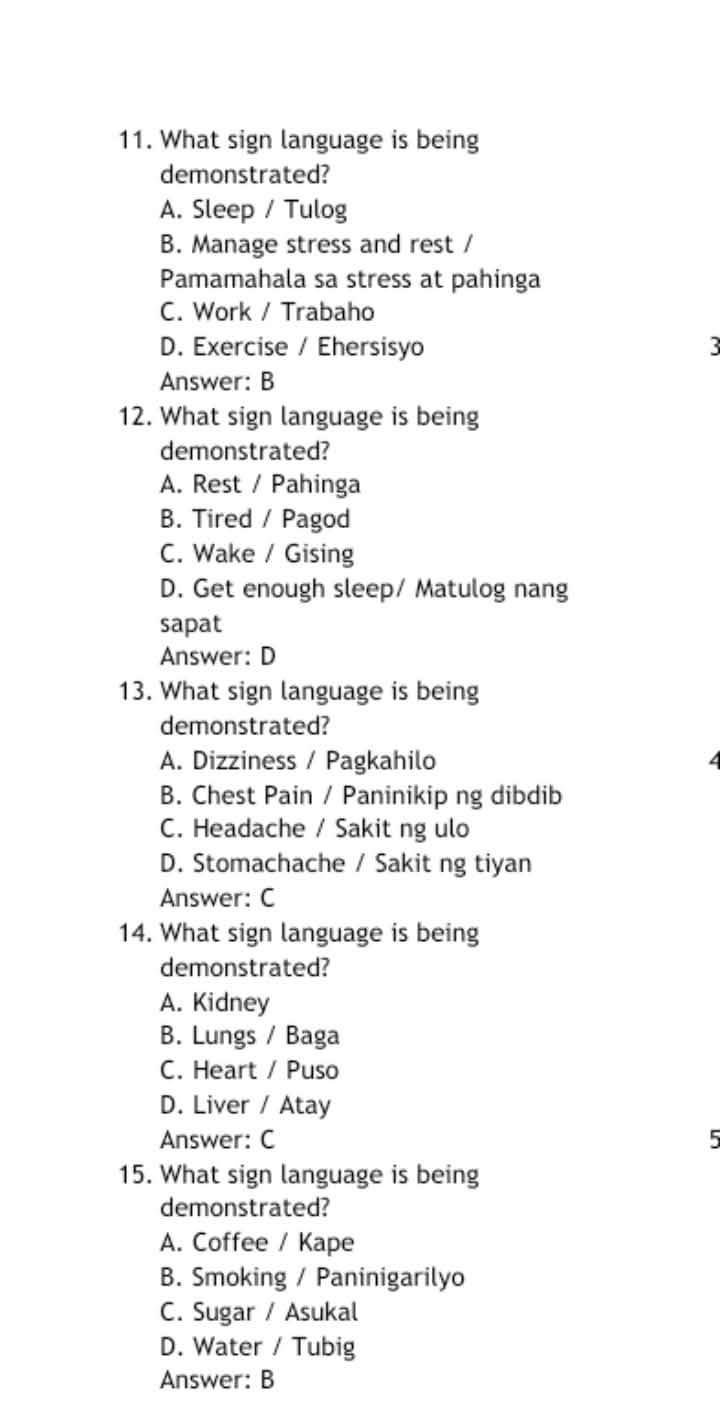 11. What sign language is being
demonstrated?
A. Sleep / Tulog
B. Manage stress and rest /
Pamamahala sa stress at pahinga
C. Work / Trabaho
D. Exercise / Ehersisyo
Answer: B
12. What sign language is being
demonstrated?
A. Rest / Pahinga
B. Tired / Pagod
C. Wake / Gising
D. Get enough sleep/ Matulog nang
sapat
Answer: D
13. What sign language is being
demonstrated?
A. Dizziness / Pagkahilo
B. Chest Pain / Paninikip ng dibdib
C. Headache / Sakit ng ulo
D. Stomachache / Sakit ng tiyan
Answer: C
14. What sign language is being
demonstrated?
A. Kidney
B. Lungs / Baga
C. Heart / Puso
D. Liver / Atay
Answer: C
15. What sign language is being
demonstrated?
A. Coffee / Kape
B. Smoking / Paninigarilyo
C. Sugar / Asukal
D. Water / Tubig
Answer: B
3
4
5